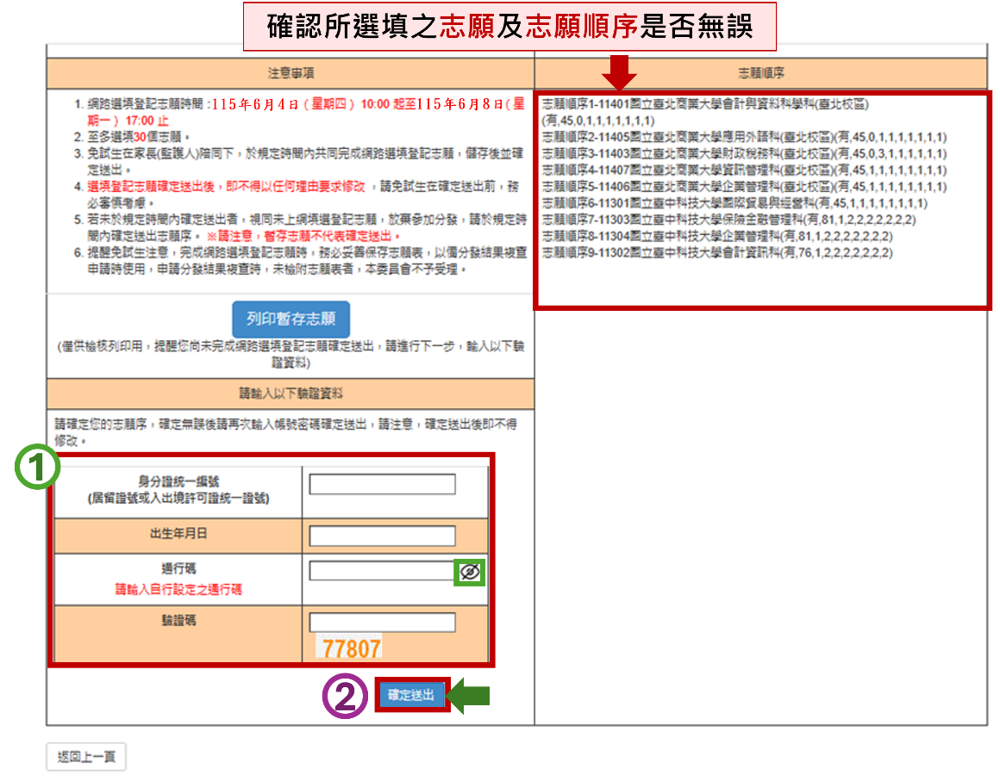 確認所選填之志願及志願順序是否無誤
注意事項
志願順序
1. 網路選填登記志願時間 :115年6月4日 (星期四) 10:00 起至115年6月8日(星
期一) 17:00 止
2. 至多選填30個志願。
3. 免試生在家長(監護人)陪同下，於規定時間內共同完成網路選填登記志願，儲存後並確
定送出。
4. 選填登記志願確定送出後，即不得以任何理由要求修改 ，請免試生在確定送出前，務
必審慎考慮。
5. 若未於規定時間內確定送出者，視同未上網填選登記志願，放棄參加分發，請於規定時
間內確定送出志願序。 ※請注意，暫存志願不代表確定送出。
6. 提醒免試生注意，完成網路選填登記志願時，務必妥善保存志願表，以備分發結果複查
申請時使用，申請分發結果複查時，未檢附志願表者，本委員會不予受理。
志願順序1-11401國立臺北商業大學會計與資料科學科(臺北校區)
(有,45,0,1,1,1,1,1,1,1)
志願順序2-11405國立臺北商業大學應用外語科(臺北校區)(有,45,0,1,1,1,1,1,1,1)
志願順序3-11403國立臺北商業大學財政稅務科(臺北校區)(有,45,0,3,1,1,1,1,1,1)
志願順序4-11407國立臺北商業大學資訊管理科(臺北校區)(有,45,1,1,1,1,1,1,1,1)
志願順序5-11406國立臺北商業大學企業管理科(臺北校區)(有,45,1,1,1,1,1,1,1,1)
志願順序6-11301國立臺中科技大學國際貿易與經營科(有,45,1,1,1,1,1,1,1,1)
志願順序7-11303國立臺中科技大學保險金融管理科(有,81,1,2,2,2,2,2,2,2)
志願順序8-11304國立臺中科技大學企業管理科(有,81,1,2,2,2,2,2,2,2)
志願順序9-11302國立臺中科技大學會計資訊科(有,76,1,2,2,2,2,2,2,2)
列印暫存志願
(僅供檢核列印用，提醒您尚未完成網路選填登記志願確定送出，請進行下一步，輸入以下驗
證資料)
請輸入以下驗證資料
請確定您的志願序，確定無誤後請再次輸入帳號密碼確定送出，請注意，確定送出後即不得
修改。
1
身分證統一編號
(居留證號或入出境許可證統一證號)
出生年月日
通行碼
請輸入自行設定之通行碼
驗證碼
77807
2
確定送出
返回上一頁